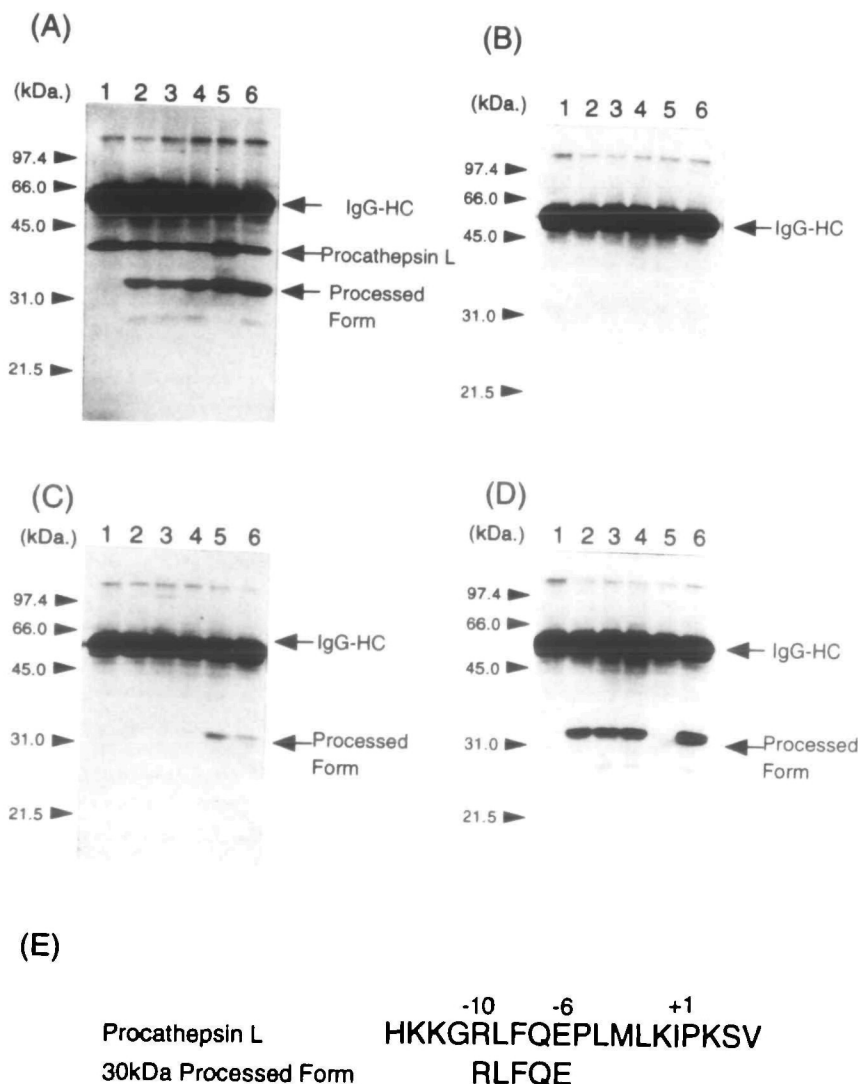 (A)
(kDa.) 1 2 3 4 5 6
97.4
66.0
IgG-HC
45.0
Procathepsin L
31.0
Processed
Form
21.5
(B)
(kDa.) 1 2 3 4 5 6
97.4
66.0
IgG-HC
45.0
31.0
21.5
(C)
(kDa.) 1 2 3 4 5 6
97.4
66.0
IgG-HC
45.0
31.0
Processed
Form
21.5
(D)
(kDa.) 1 2 3 4 5 6
97.4
66.0
IgG-HC
45.0
31.0
Processed
Form
21.5
(E)
-10 -6 +1
Procathepsin L HKKGRLFQEPLMLKIPKSV
30kDa Processed Form RLFQE